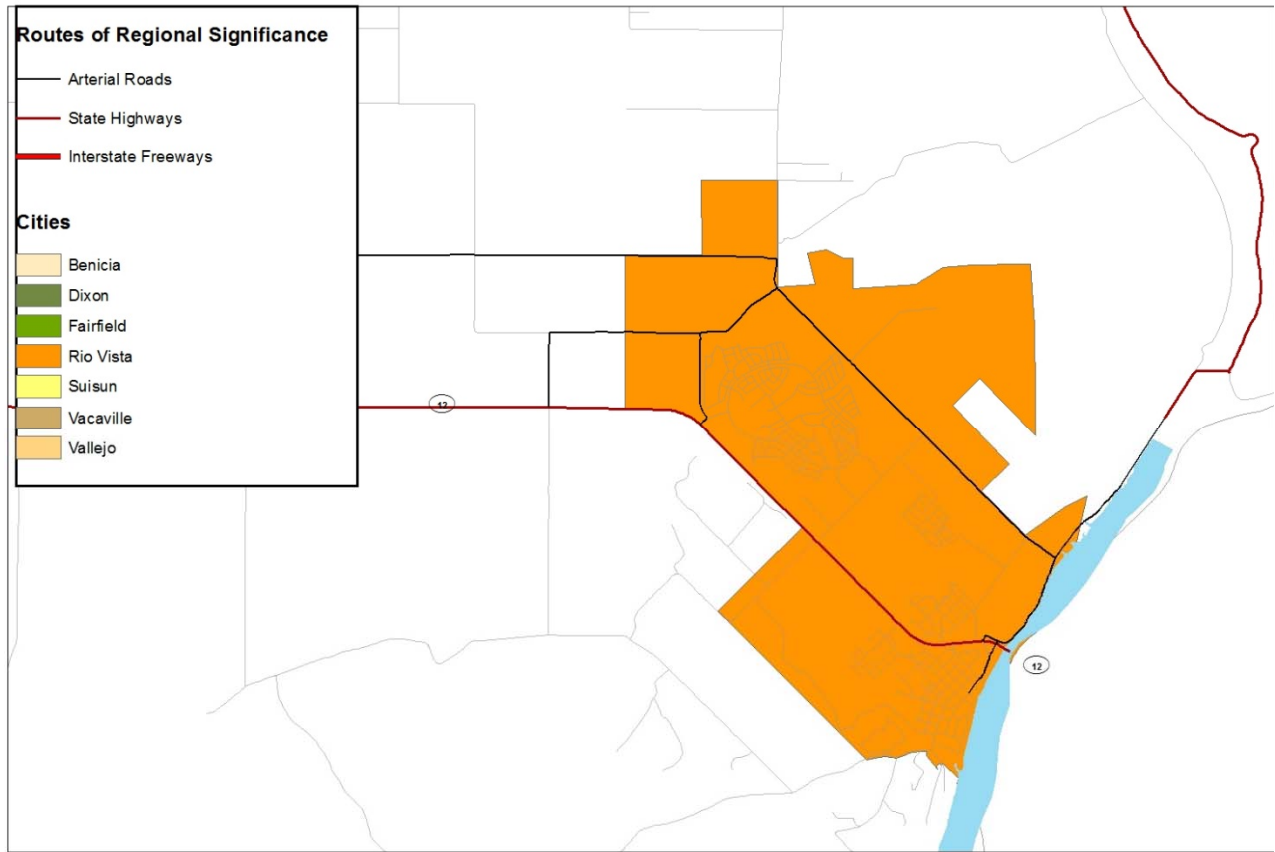 Routes of Regional Significance
Arterial Roads
State Highways
Interstate Freeways
Cities
Benicia
Dixon
Fairfield
Rio Vista
Suisun
Vacaville
Vallejo
12
12